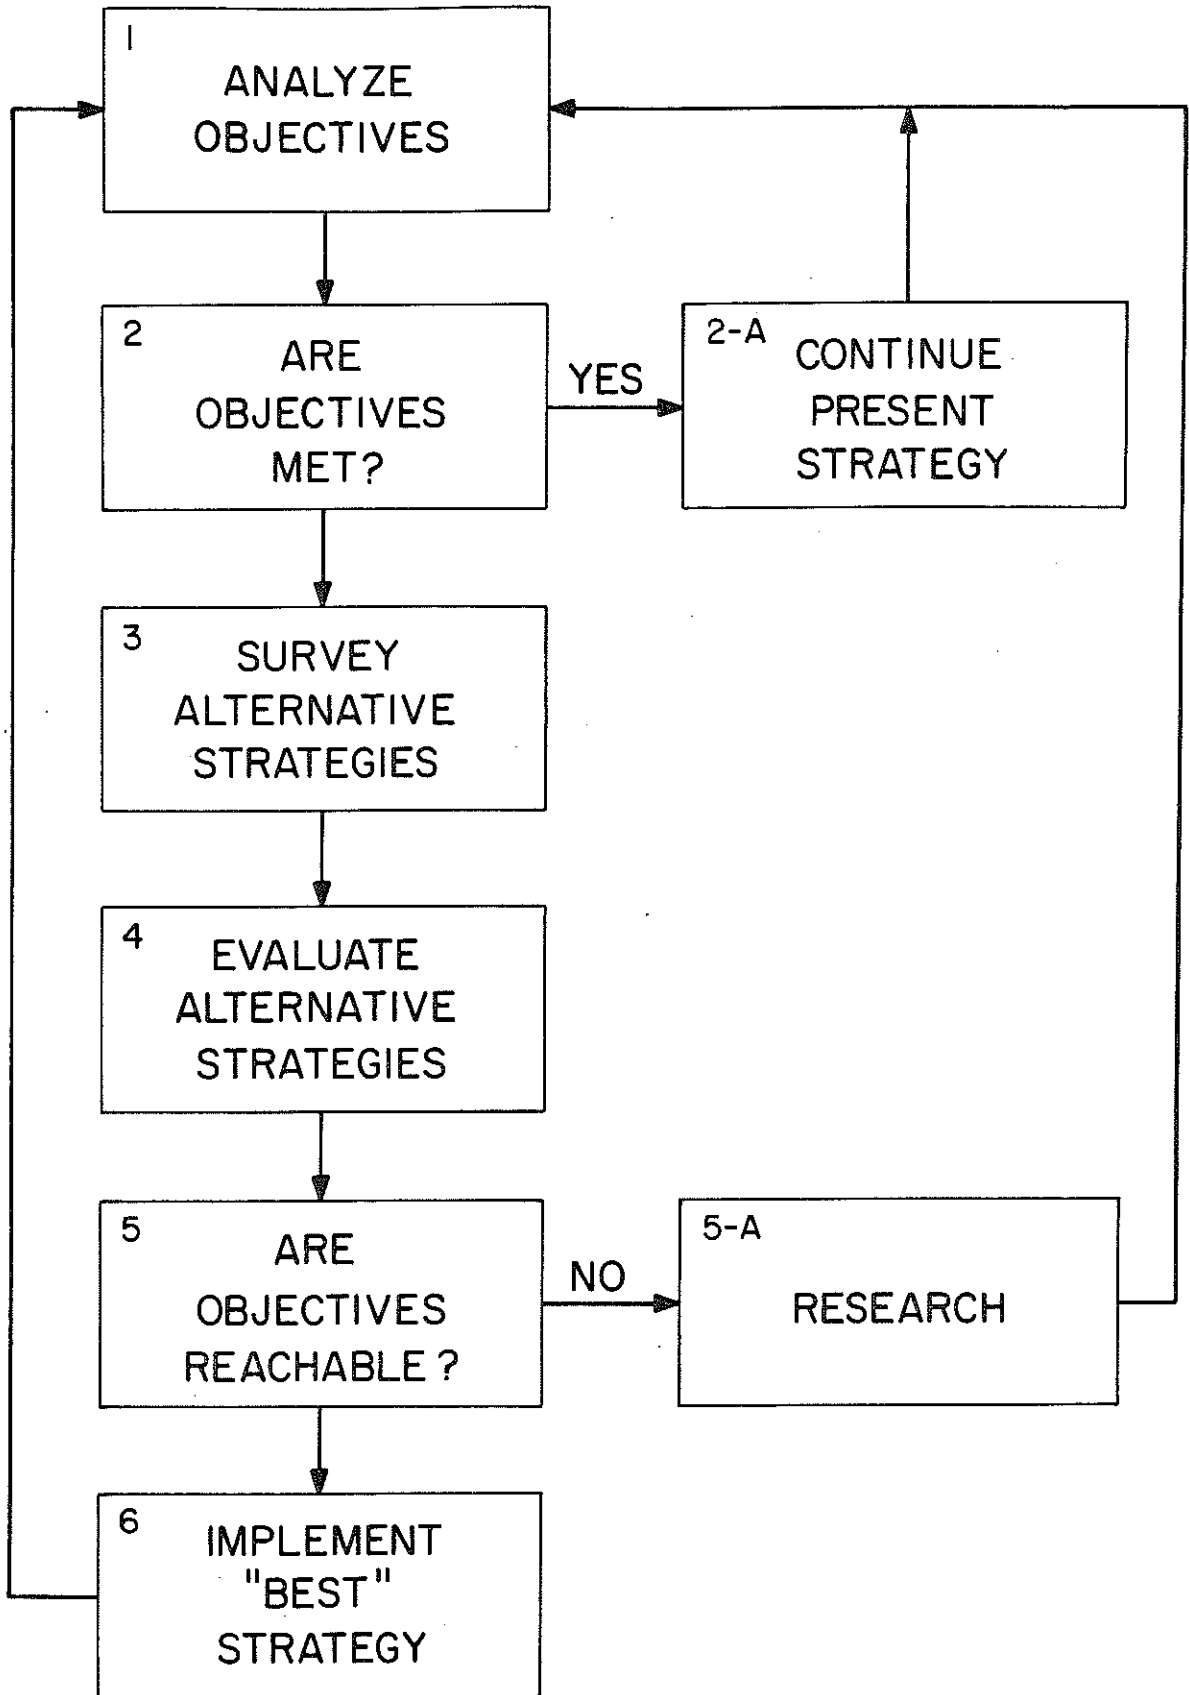 1
ANALYZE
OBJECTIVES
2
ARE
OBJECTIVES
MET?
YES
2-A
CONTINUE
PRESENT
STRATEGY
3
SURVEY
ALTERNATIVE
STRATEGIES
4
EVALUATE
ALTERNATIVE
STRATEGIES
5
ARE
OBJECTIVES
REACHABLE?
NO
5-A
RESEARCH
6
IMPLEMENT
"BEST"
STRATEGY